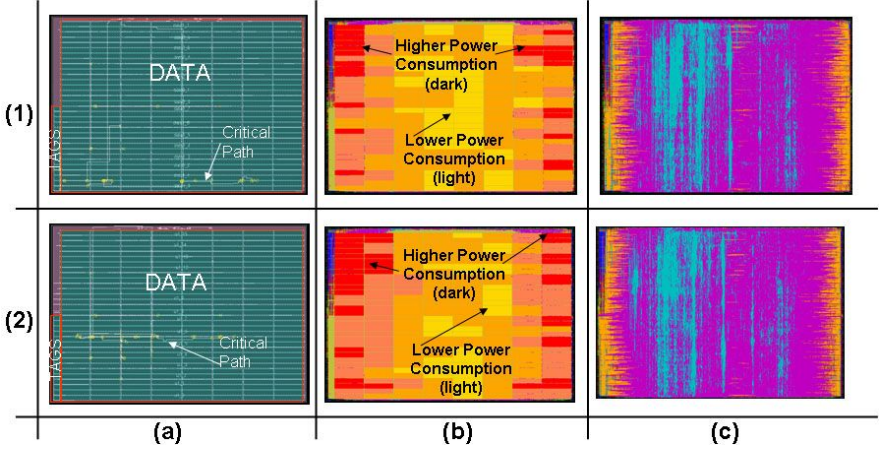 (1)
DATA
TAGS
Critical
Path
Higher Power
Consumption
(dark)
Lower Power
Consumption
(light)
(2)
DATA
TAGS
Critical
Path
Higher Power
Consumption
(dark)
Lower Power
Consumption
(light)
(a)
(b)
(c)